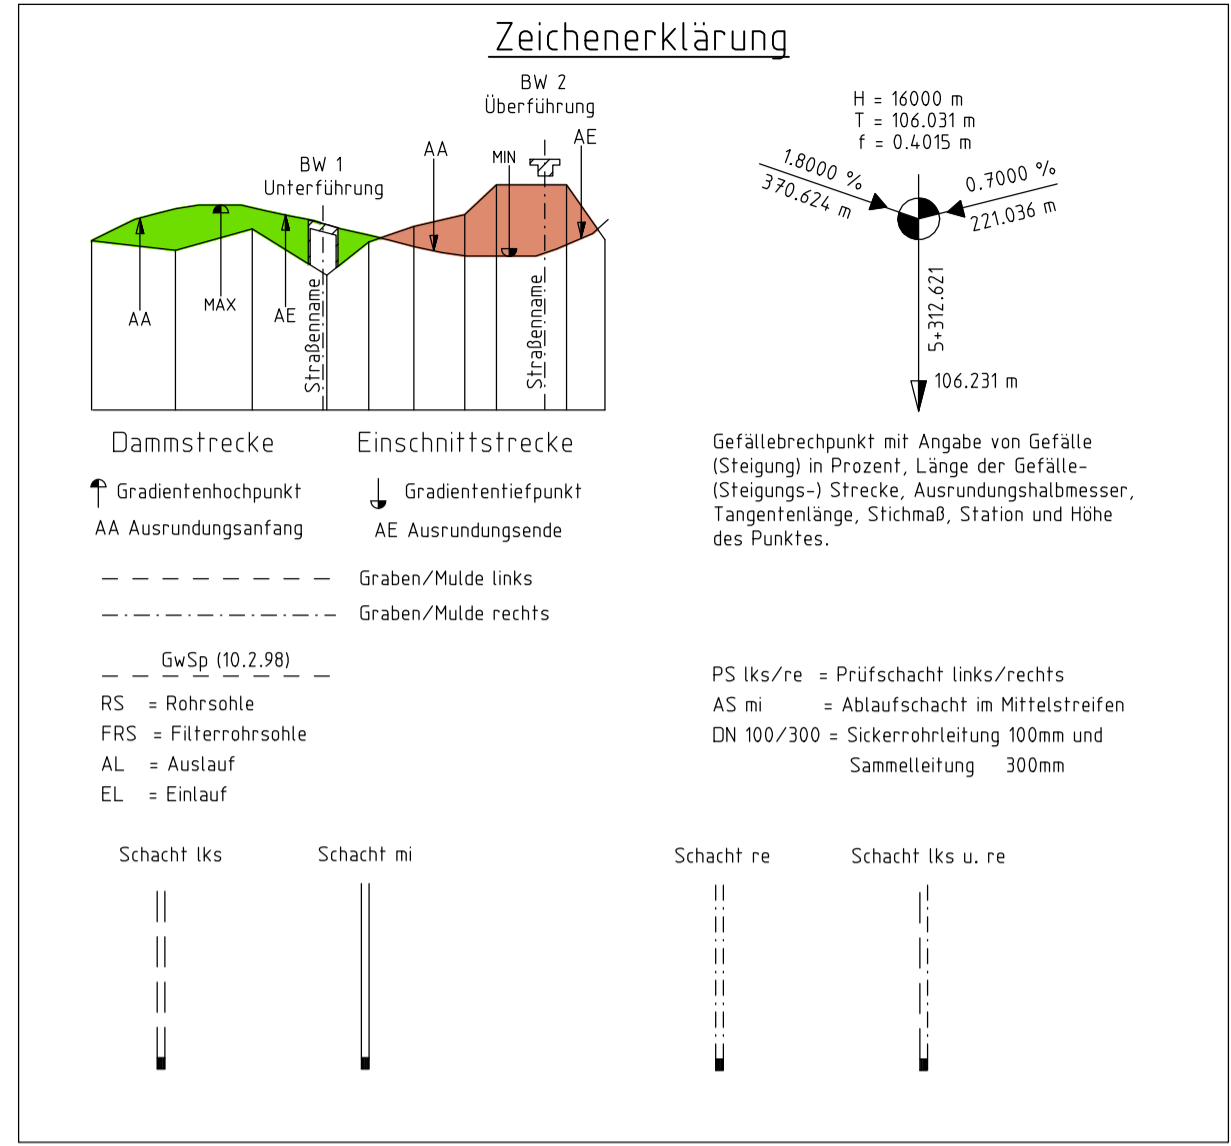 Zeichenerklärung
BW 2
Überführung
AE
AA
MIN
BW 1
Unterführung
AA
MAX
AE
Straßenname
Straßenname
H = 16000 m
T = 106.031 m
f = 0.4015 m
1.8000 %
370.624 m
0.7000 %
221.036 m
5+312.621
106.231 m
Dammstrecke
Einschnittstrecke
Gradientenhochpunkt
Gradiententiefpunkt
AA Ausrundungsanfang
AE Ausrundungsende
Gefällebrechpunkt mit Angabe von Gefälle
(Steigung) in Prozent, Länge der Gefälle-
(Steigungs-) Strecke, Ausrundungshalbmesser,
Tangentenlänge, Stichmaß, Station und Höhe
des Punktes.
Graben/Mulde links
Graben/Mulde rechts
GwSp (10.2.98)
RS = Rohrsohle
FRS = Filterrohrsohle
AL = Auslauf
EL = Einlauf
PS lks/re = Prüfschacht links/rechts
AS mi = Ablaufschacht im Mittelstreifen
DN 100/300 = Sickerrohrleitung 100mm und
Sammelleitung 300mm
Schacht lks
Schacht mi
Schacht re
Schacht lks u. re